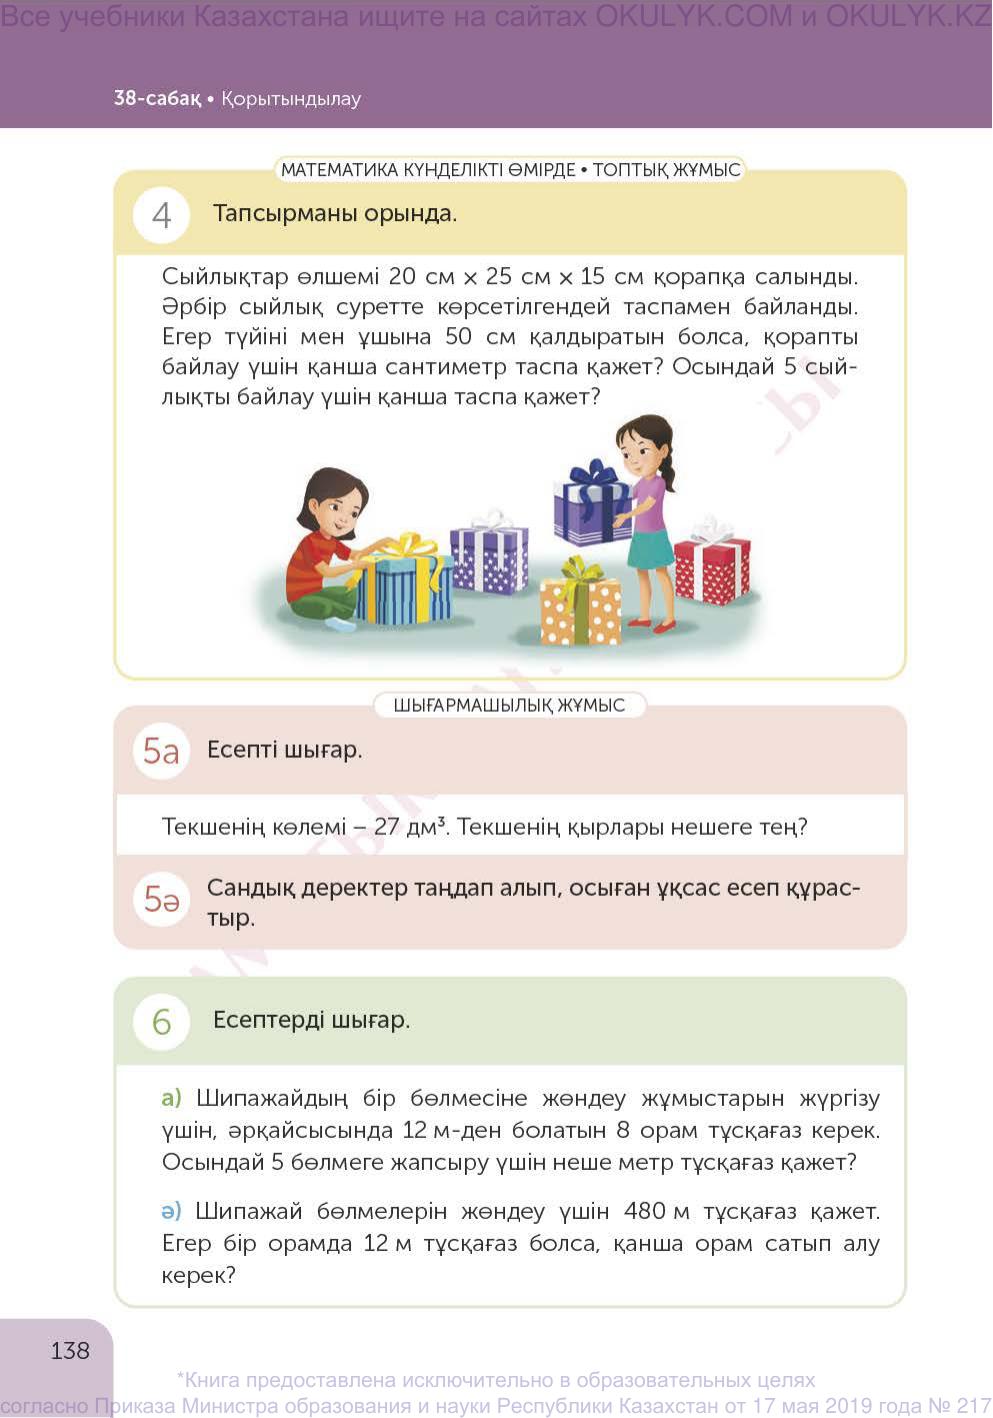 Все учебники Казахстана ищите на сайтах OKULYK.COM и OKULYK.KZ
38-сабақ • Қорытындылау
МАТЕМАТИКА КҮНДЕЛІКТІ ӨМІРДЕ • ТОПТЫҚ ЖҰМЫС
4 Тапсырманы орында.
Сыйлықтар өлшемі 20 см × 25 см × 15 см қорапқа салынды.
Әрбір сыйлық суретте көрсетілгендей таспамен байланды.
Егер түйіні мен ұшына 50 см қалдыратын болса, қорапты
байлау үшін қанша сантиметр таспа қажет? Осындай 5 сый-
лықты байлау үшін қанша таспа қажет?
ШЫҒАРМАШЫЛЫҚ ЖҰМЫС
5а Есепті шығар.
Текшенің көлемі – 27 дм³. Текшенің қырлары нешеге тең?
5ә Сандық деректер таңдап алып, осыған ұқсас есеп құрас-
тыр.
6 Есептерді шығар.
а) Шипажайдың бір бөлмесіне жөндеу жұмыстарын жүргізу
үшін, әрқайсысында 12 м-ден болатын 8 орам тұсқағаз керек.
Осындай 5 бөлмеге жапсыру үшін неше метр тұсқағаз қажет?
ә) Шипажай бөлмелерін жөндеу үшін 480 м тұсқағаз қажет.
Егер бір орамда 12 м тұсқағаз болса, қанша орам сатып алу
керек?
138
*Книга предоставлена исключительно в образовательных целях
согласно Приказа Министра образования и науки Республики Казахстан от 17 мая 2019 года № 217